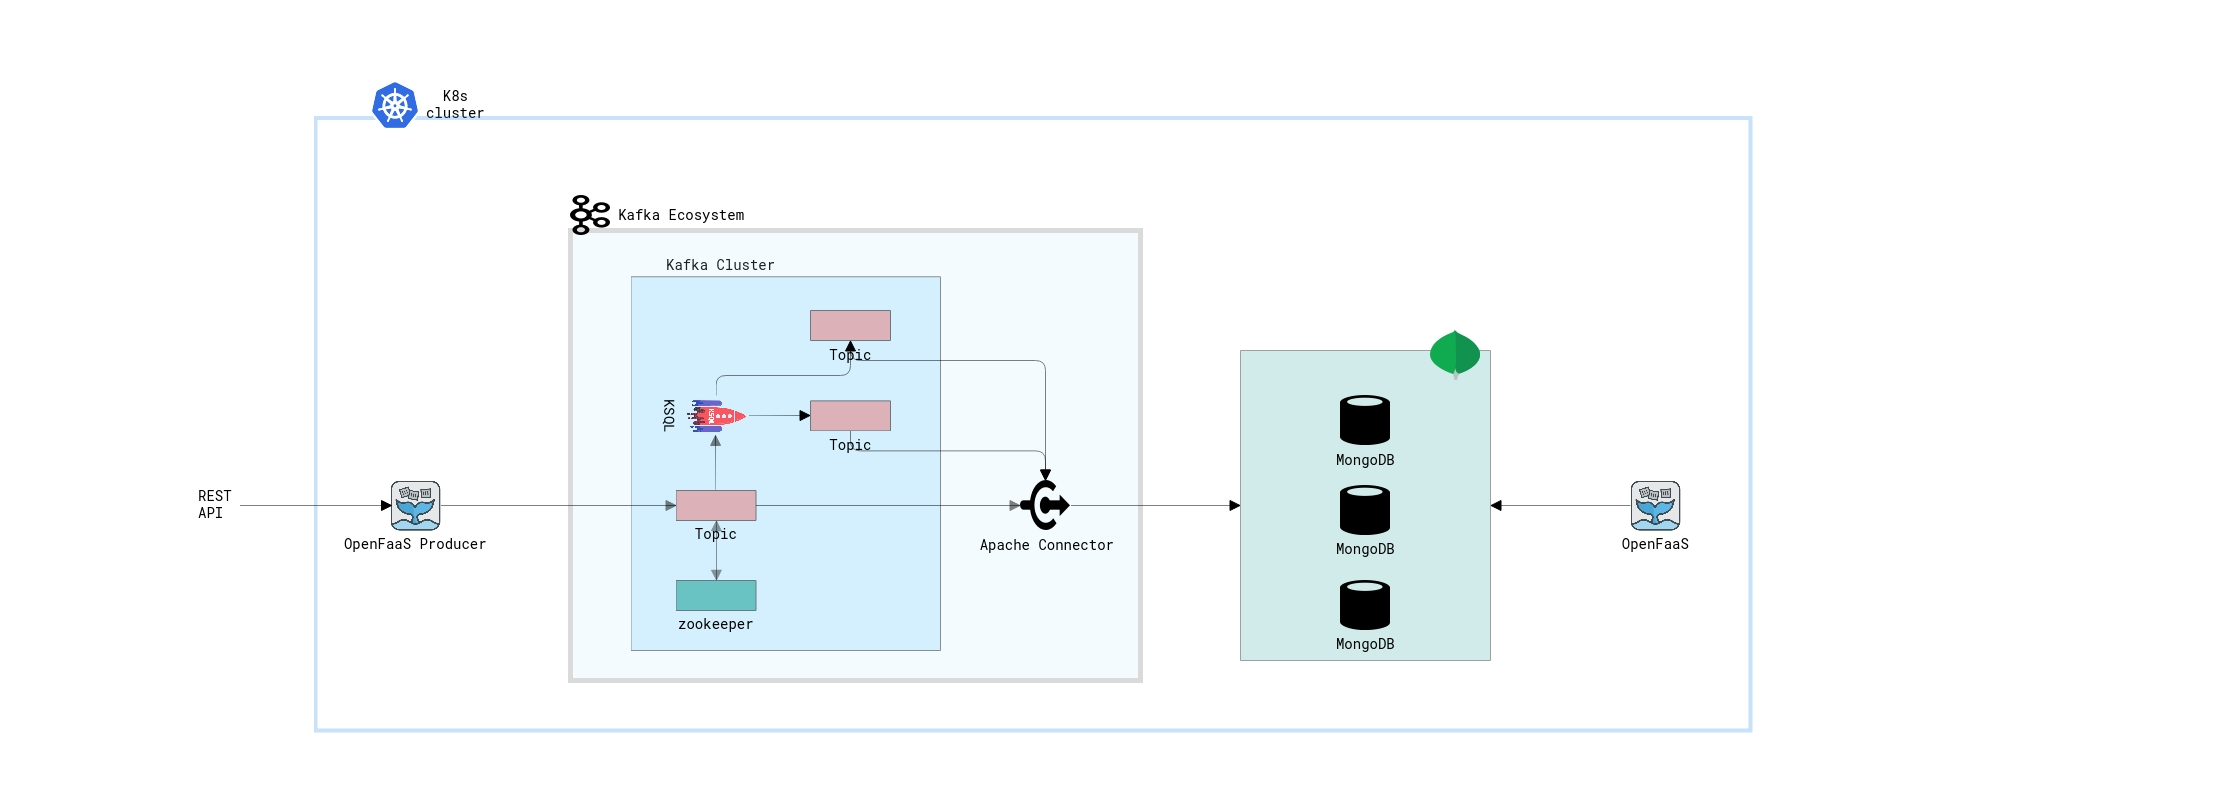 K8s
cluster
Kafka Ecosystem
Kafka Cluster
Topic
KSQL
Topic
REST
API
OpenFaaS Producer
Topic
Apache Connector
zookeeper
MongoDB
MongoDB
MongoDB
OpenFaaS